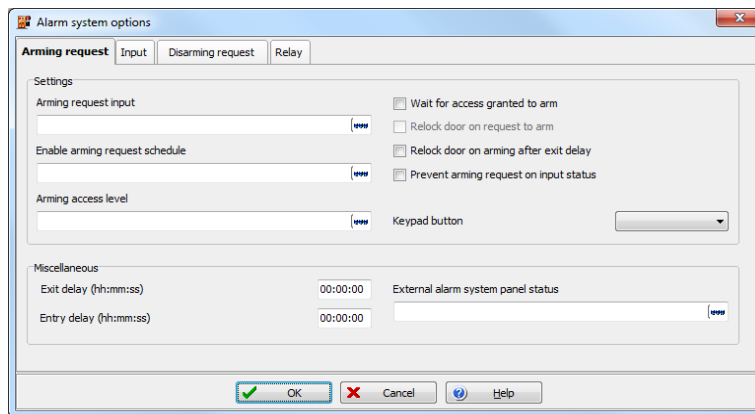 Alarm system options
Arming request
Input
Disarming request
Relay
Settings
Arming request input
Enable arming request schedule
Arming access level
Wait for access granted to arm
Relock door on request to arm
Relock door on arming after exit delay
Prevent arming request on input status
Keypad button
Miscellaneous
Exit delay (hh:mm:ss)
00:00:00
Entry delay (hh:mm:ss)
00:00:00
External alarm system panel status
OK
Cancel
Help